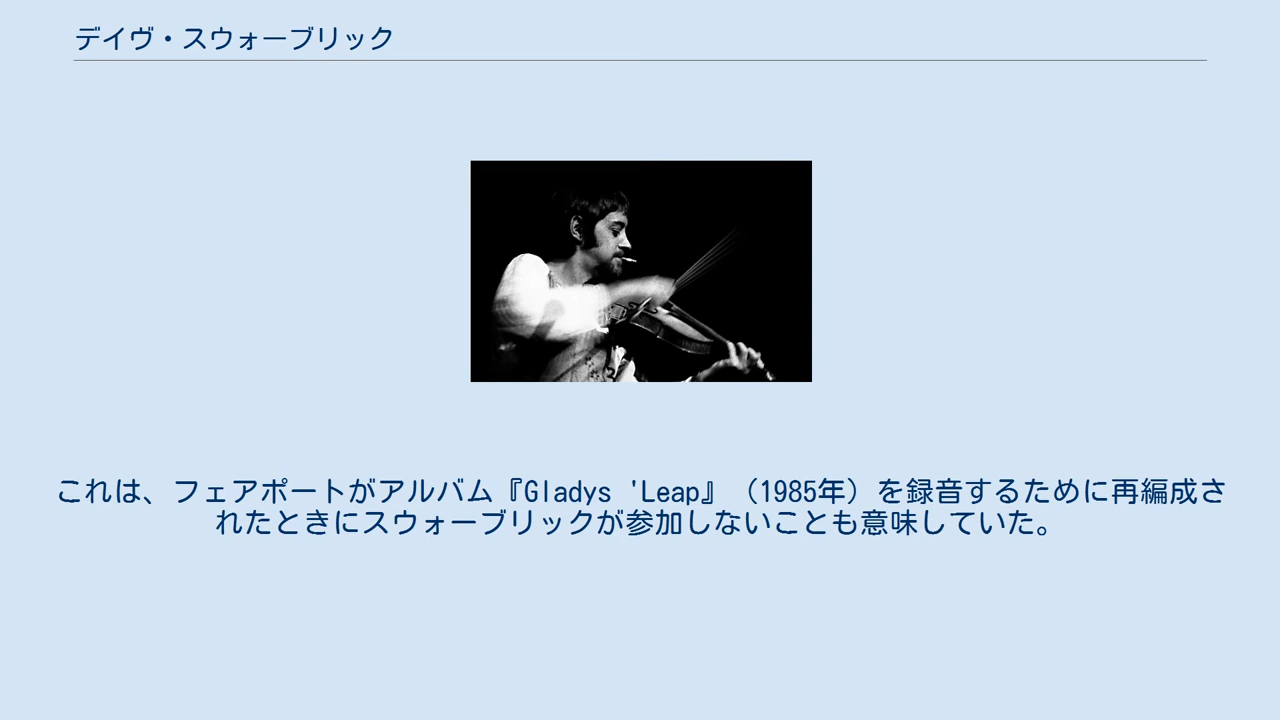 デイヴ・スウォーブリック
これは、フェアポートがアルバム『Gladys 'Leap』（1985年）を録音するために再編成さ
れたときにスウォーブリックが参加しないことも意味していた。